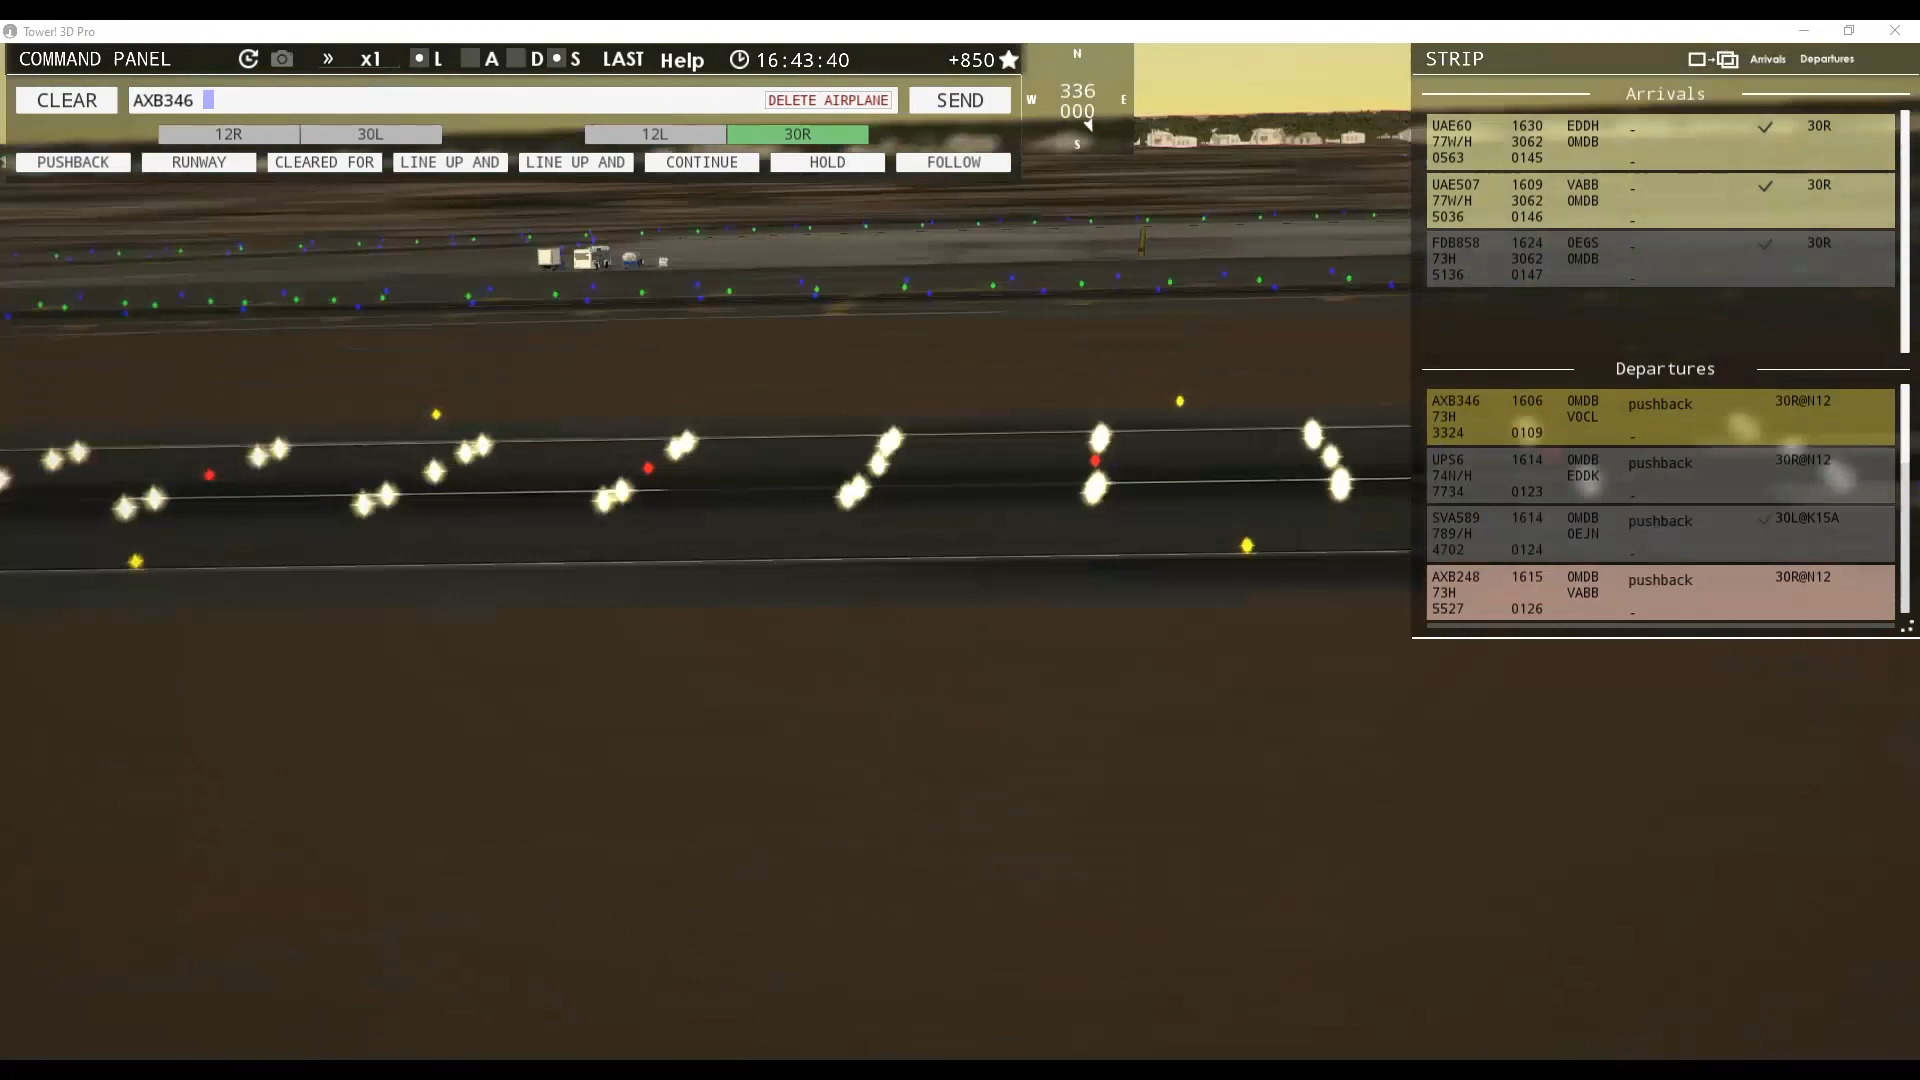 Tower! 3D Pro
COMMAND PANEL » x1 L A D S LAST Help 16:43:40 +850
CLEAR AXB346 DELETE AIRPLANE SEND
12R 30L 12L 30R
PUSHBACK RUNWAY CLEARED FOR LINE UP AND LINE UP AND CONTINUE HOLD FOLLOW
N
W 336 E
000
S
STRIP Arrivals Departures
Arrivals
UAE60 1630 EDDH - 30R
77W/H 3062 OMDB
0563 0145 -
UAE507 1609 VABB - 30R
77W/H 3062 OMDB
5036 0146 -
FDB858 1624 OEGS - 30R
73H 3062 OMDB
5136 0147 -
Departures
AXB346 1606 OMDB pushback 30R@N12
73H VOCL
3324 0109 -
UPS6 1614 OMDB pushback 30R@N12
74N/H EDDK
7734 0123 -
SVA589 1614 OMDB pushback 30L@K15A
789/H OEJN
4702 0124 -
AXB248 1615 OMDB pushback 30R@N12
73H VABB
5527 0126 -